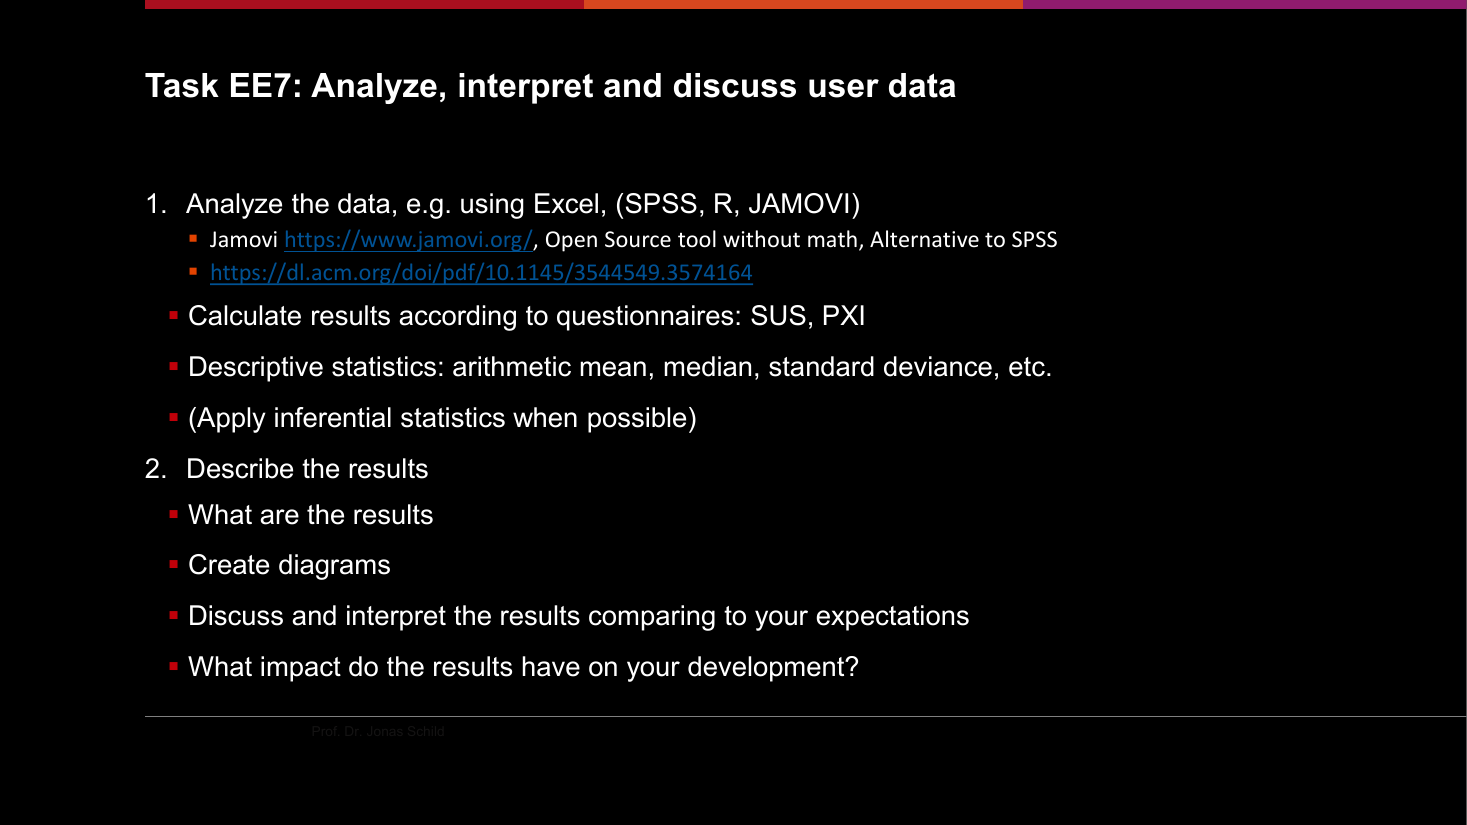 Task EE7: Analyze, interpret and discuss user data
1. Analyze the data, e.g. using Excel, (SPSS, R, JAMOVI)
▪ Jamovi https://www.jamovi.org/, Open Source tool without math, Alternative to SPSS
▪ https://dl.acm.org/doi/pdf/10.1145/3544549.3574164
▪ Calculate results according to questionnaires: SUS, PXI
▪ Descriptive statistics: arithmetic mean, median, standard deviance, etc.
▪ (Apply inferential statistics when possible)
2. Describe the results
▪ What are the results
▪ Create diagrams
▪ Discuss and interpret the results comparing to your expectations
▪ What impact do the results have on your development?
Prof. Dr. Jonas Schild